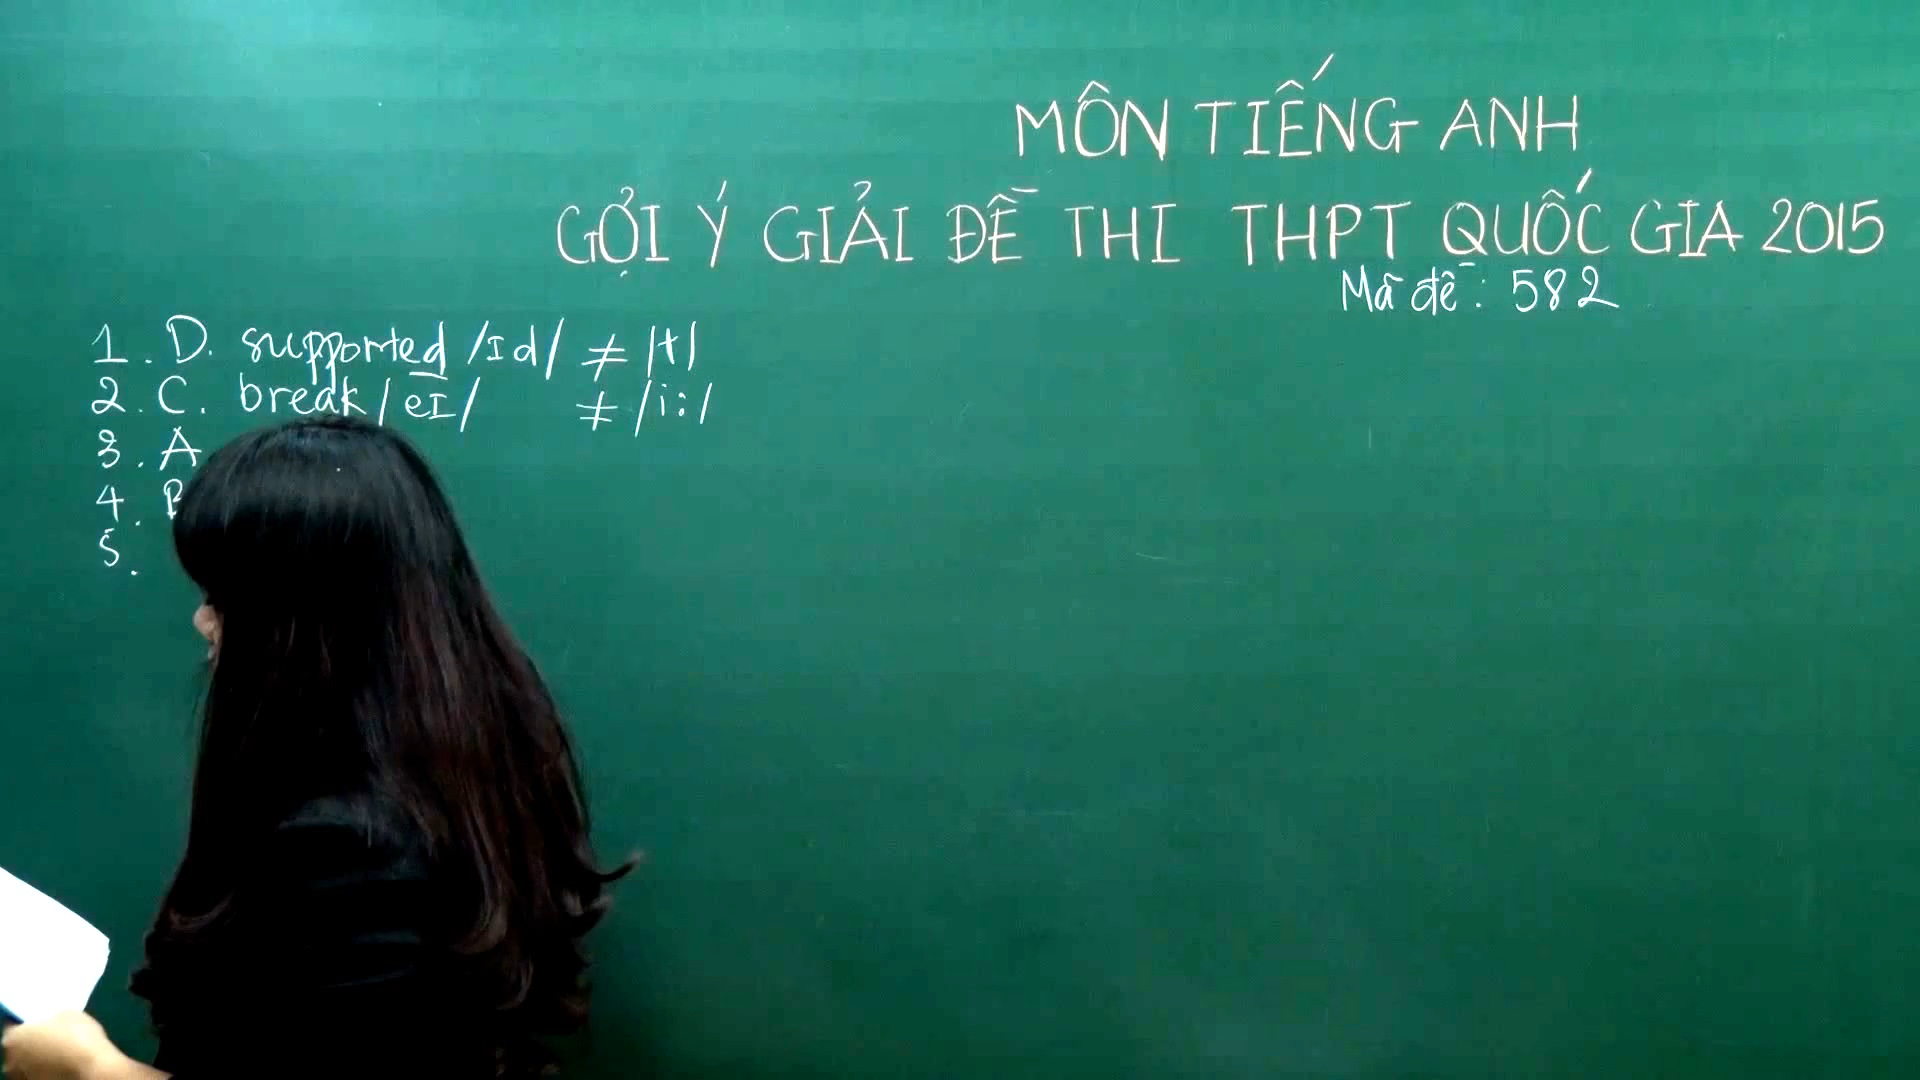 MÔN TIẾNG ANH
GỢI Ý GIẢI ĐỀ THI THPT QUỐC GIA 2015
Mã đề: 582
1. D. supported /ɪd/ ≠ /t/
2. C. break /eɪ/ ≠ /i:/
3. A
4. B
5.